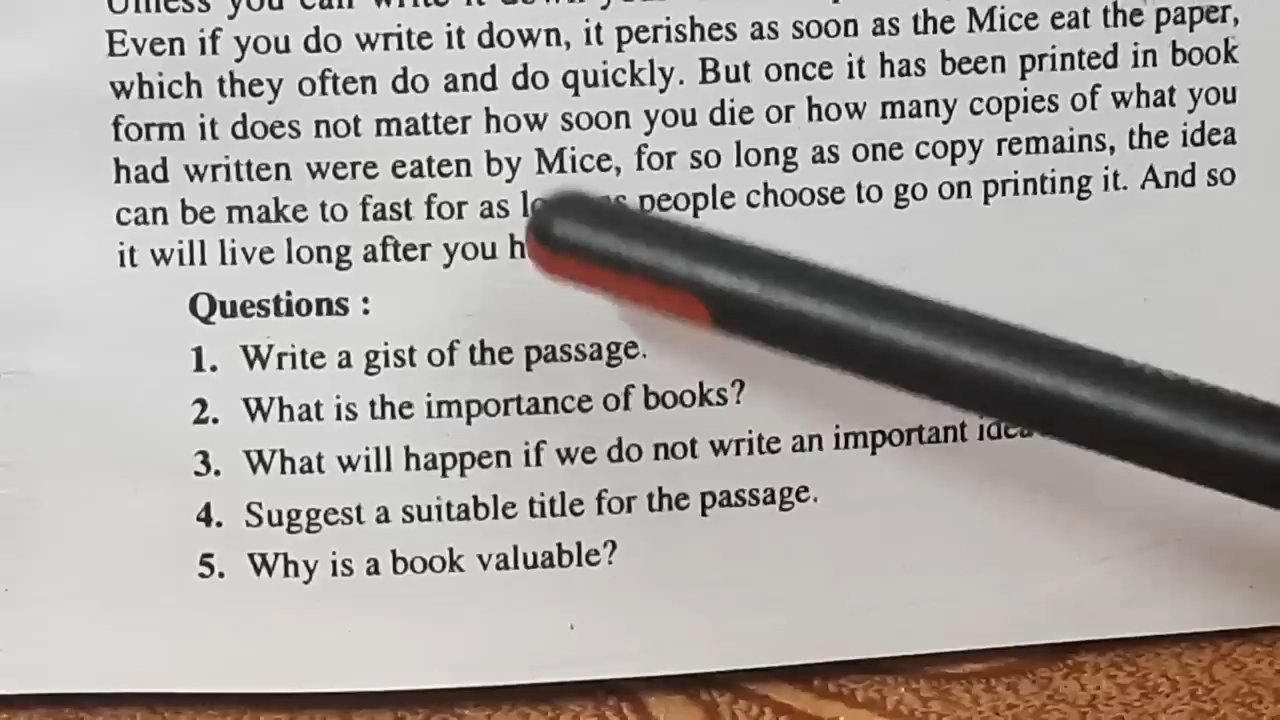 Unless you can write it down
Even if you do write it down, it perishes as soon as the Mice eat the paper,
which they often do and do quickly. But once it has been printed in book
form it does not matter how soon you die or how many copies of what you
had written were eaten by Mice, for so long as one copy remains, the idea
can be make to fast for as people choose to go on printing it. And so
it will live long after you
Questions :
1. Write a gist of the passage.
2. What is the importance of books?
3. What will happen if we do not write an important
4. Suggest a suitable title for the passage.
5. Why is a book valuable?